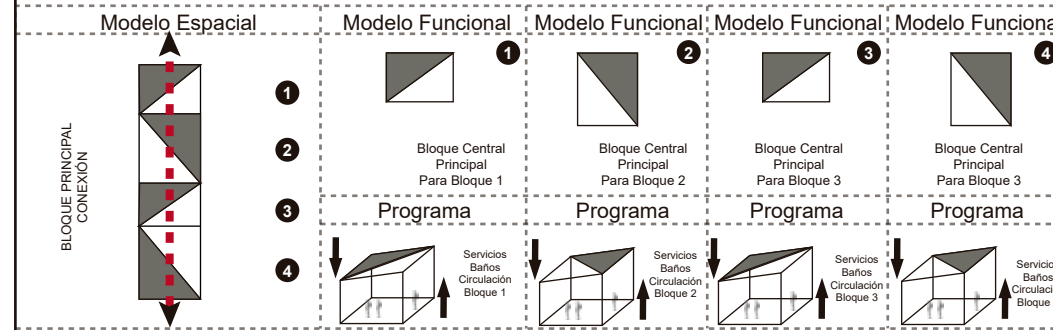 Modelo Espacial
BLOQUE PRINCIPAL
CONEXIÓN
1
2
3
4
Modelo Funcional
1
Bloque Central
Principal
Para Bloque 1
Programa
Servicios
Baños
Circulación
Bloque 1
Modelo Funcional
2
Bloque Central
Principal
Para Bloque 2
Programa
Servicios
Baños
Circulación
Bloque 2
Modelo Funcional
3
Bloque Central
Principal
Para Bloque 3
Programa
Servicios
Baños
Circulación
Bloque 3
Modelo Funciona
4
Bloque Central
Principal
Para Bloque 3
Programa
Servicio
Baños
Circulaci
Bloque